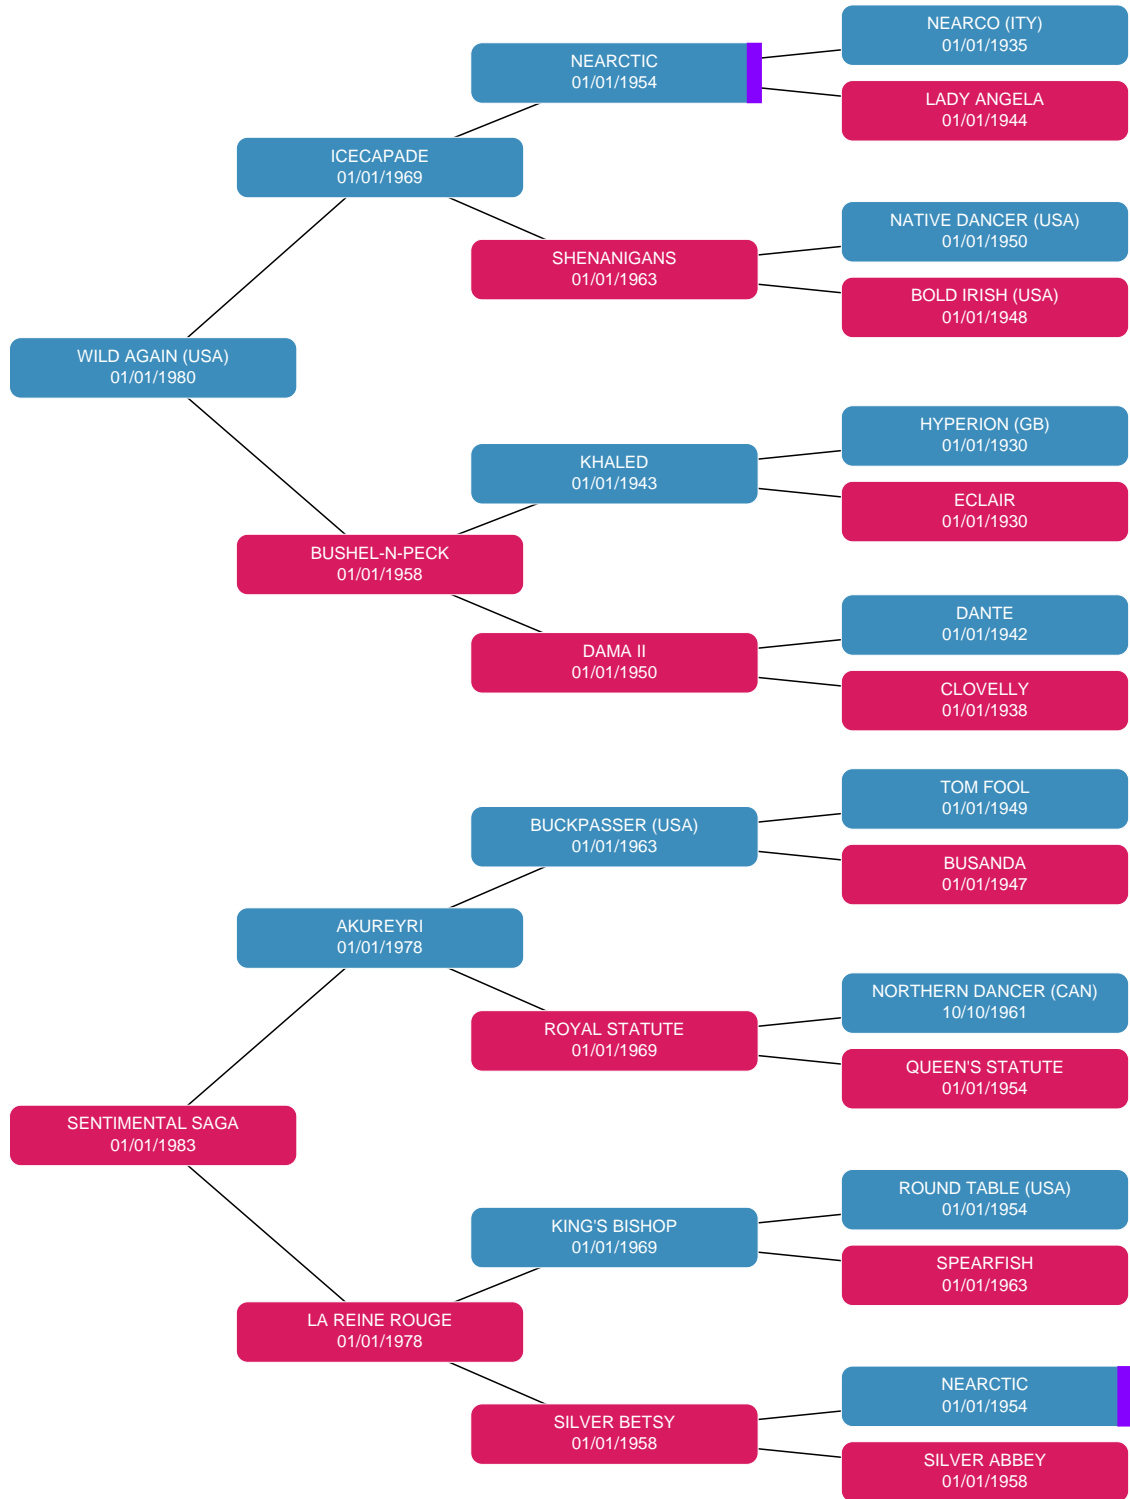 NEARCO (ITY)
01/01/1935
NEARCTIC
01/01/1954
LADY ANGELA
01/01/1944
ICECAPADE
01/01/1969
NATIVE DANCER (USA)
01/01/1950
SHENANIGANS
01/01/1963
BOLD IRISH (USA)
01/01/1948
WILD AGAIN (USA)
01/01/1980
HYPERION (GB)
01/01/1930
KHALED
01/01/1943
ECLAIR
01/01/1930
BUSHEL-N-PECK
01/01/1958
DANTE
01/01/1942
DAMA II
01/01/1950
CLOVELLY
01/01/1938
TOM FOOL
01/01/1949
BUCKPASSER (USA)
01/01/1963
BUSANDA
01/01/1947
AKUREYRI
01/01/1978
NORTHERN DANCER (CAN)
10/10/1961
ROYAL STATUTE
01/01/1969
QUEEN'S STATUTE
01/01/1954
SENTIMENTAL SAGA
01/01/1983
ROUND TABLE (USA)
01/01/1954
KING'S BISHOP
01/01/1969
SPEARFISH
01/01/1963
LA REINE ROUGE
01/01/1978
NEARCTIC
01/01/1954
SILVER BETSY
01/01/1958
SILVER ABBEY
01/01/1958